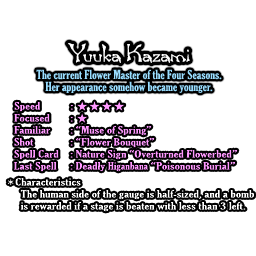 Yuuka Kazami
The current Flower Master of the Four Seasons.
Her appearance somehow became younger.
Speed : ★★★★
Focused : ★
Familiar : "Muse of Spring"
Shot : "Flower Bouquet"
Spell Card : Nature Sign "Overturned Flowerbed"
Last Spell : Deadly Higanbana "Poisonous Burial"
＊Characteristics
The human side of the gauge is half-sized, and a bomb
is rewarded if a stage is beaten with less than 3 left.